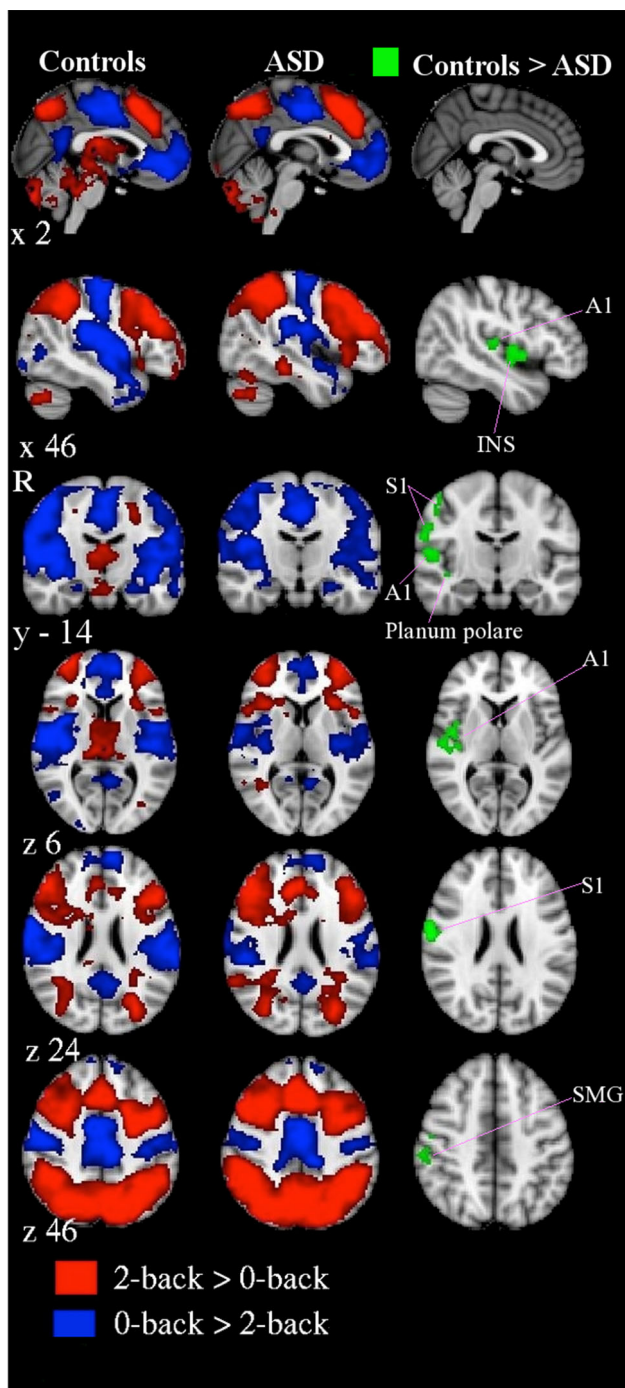 Controls
ASD
Controls > ASD
x 2
A1
INS
x 46
R
S1
A1
Planum polare
y - 14
A1
z 6
S1
z 24
SMG
z 46
2-back > 0-back
0-back > 2-back